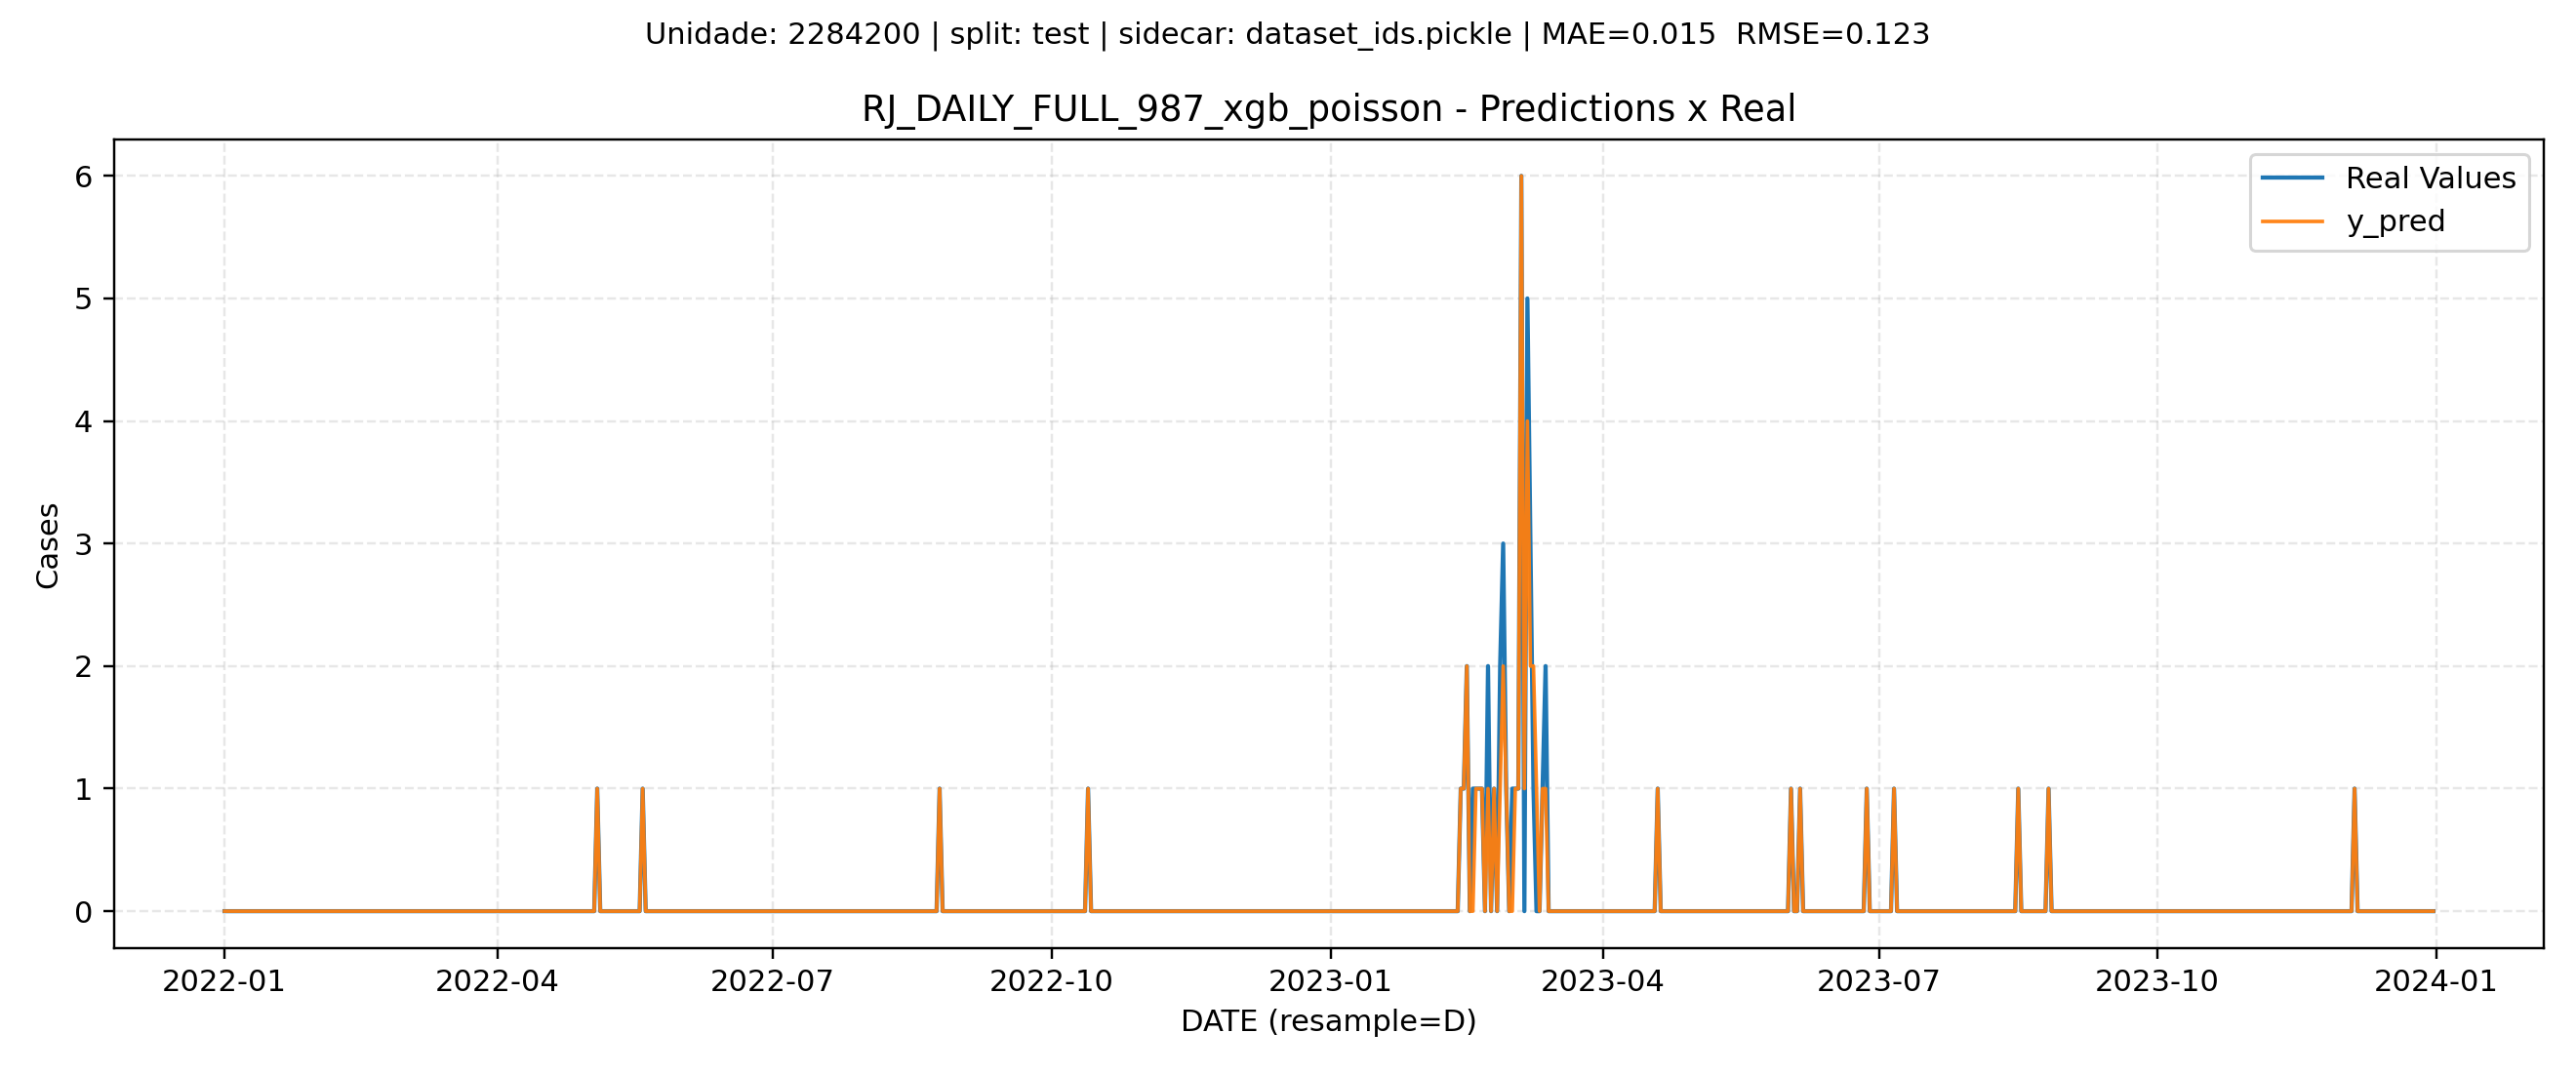 Unidade: 2284200 | split: test | sidecar: dataset_ids.pickle | MAE=0.015  RMSE=0.123
RJ_DAILY_FULL_987_xgb_poisson - Predictions x Real
Real Values
y_pred
6
5
4
3
2
1
0
Cases
2022-01
2022-04
2022-07
2022-10
2023-01
2023-04
2023-07
2023-10
2024-01
DATE (resample=D)